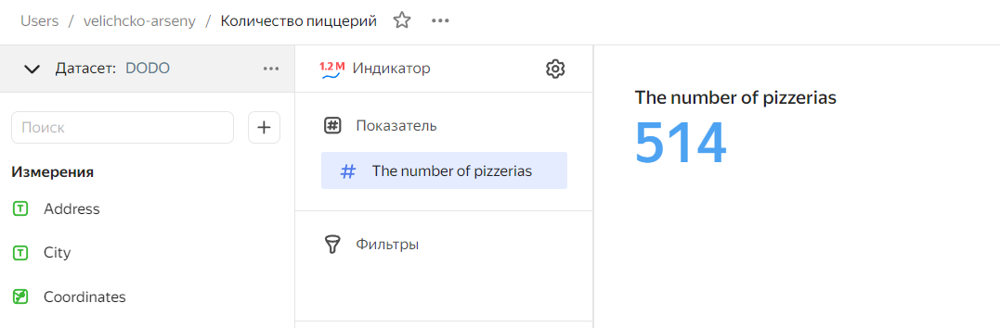 Users / velichcko-arseny / Количество пиццерий
Датасет: DODO
Поиск
Измерения
Address
City
Coordinates
1.2 M Индикатор
Показатель
The number of pizzerias
Фильтры
The number of pizzerias
514